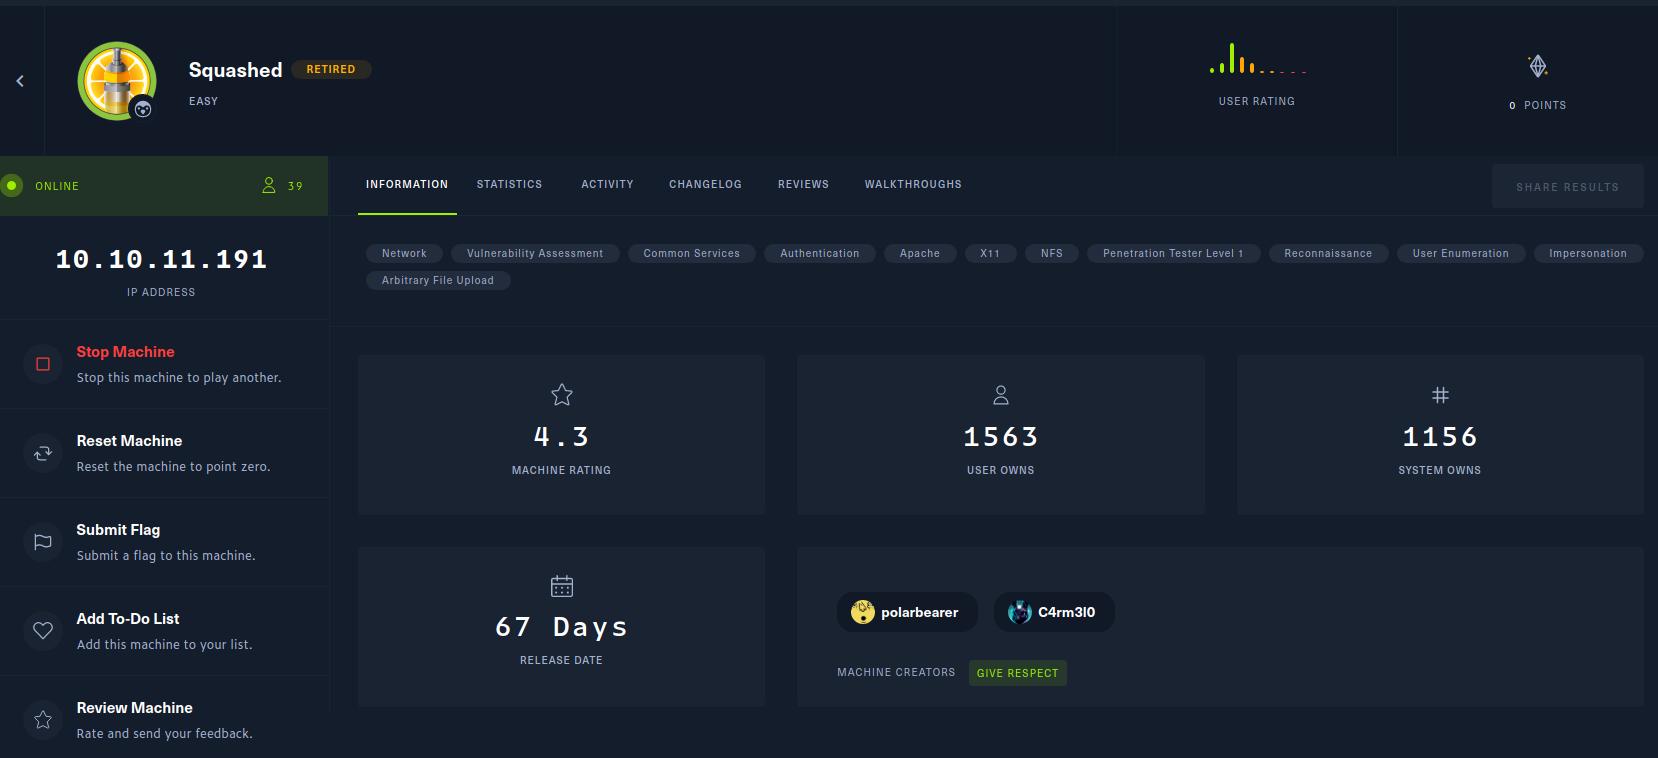 Squashed RETIRED
EASY
USER RATING
0 POINTS
ONLINE 39
INFORMATION STATISTICS ACTIVITY CHANGELOG REVIEWS WALKTHROUGHS SHARE RESULTS
10.10.11.191
IP ADDRESS
Network Vulnerability Assessment Common Services Authentication Apache X11 NFS Penetration Tester Level 1 Reconnaissance User Enumeration Impersonation
Arbitrary File Upload
Stop Machine
Stop this machine to play another.
Reset Machine
Reset the machine to point zero.
Submit Flag
Submit a flag to this machine.
Add To-Do List
Add this machine to your list.
Review Machine
Rate and send your feedback.
4.3
MACHINE RATING
1563
USER OWNS
1156
SYSTEM OWNS
67 Days
RELEASE DATE
polarbearer C4rm3l0
MACHINE CREATORS GIVE RESPECT